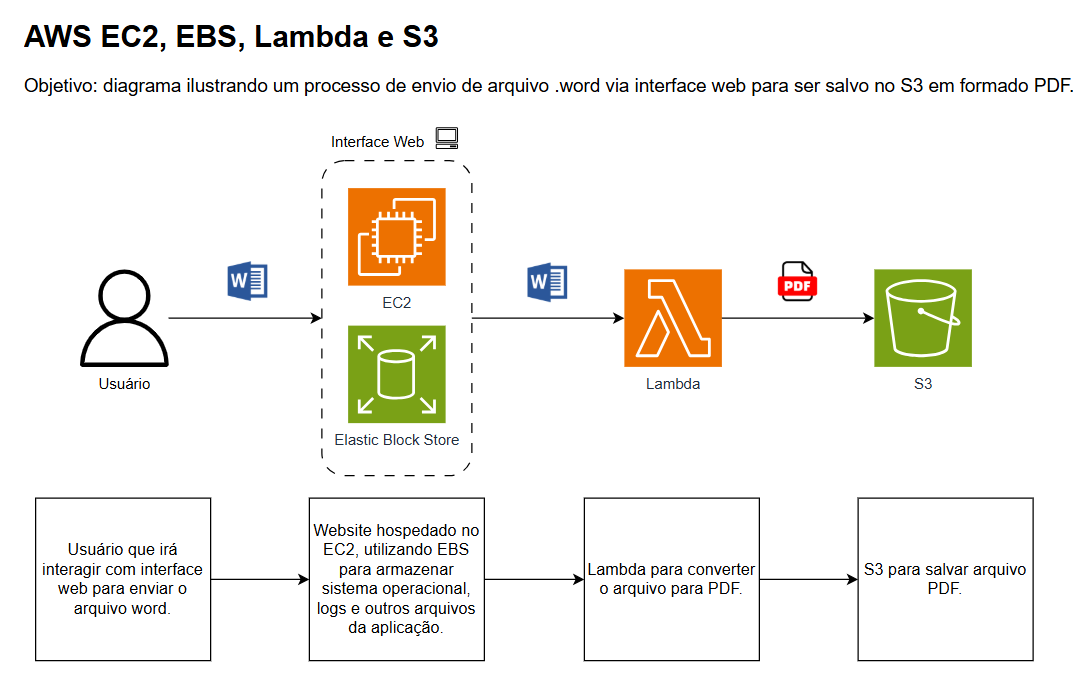 AWS EC2, EBS, Lambda e S3
Objetivo: diagrama ilustrando um processo de envio de arquivo .word via interface web para ser salvo no S3 em formado PDF.
Interface Web
W
EC2
W
PDF
Usuário
Elastic Block Store
Lambda
S3
Usuário que irá
interagir com interface
web para enviar o
arquivo word.
Website hospedado no
EC2, utilizando EBS
para armazenar
sistema operacional,
logs e outros arquivos
da aplicação.
Lambda para converter
o arquivo para PDF.
S3 para salvar arquivo
PDF.